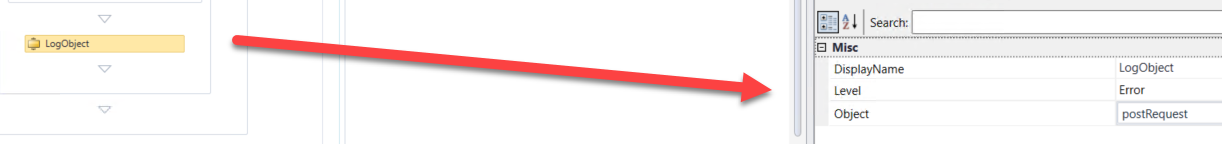 LogObject
Search:
Misc
DisplayName LogObject
Level Error
Object postRequest